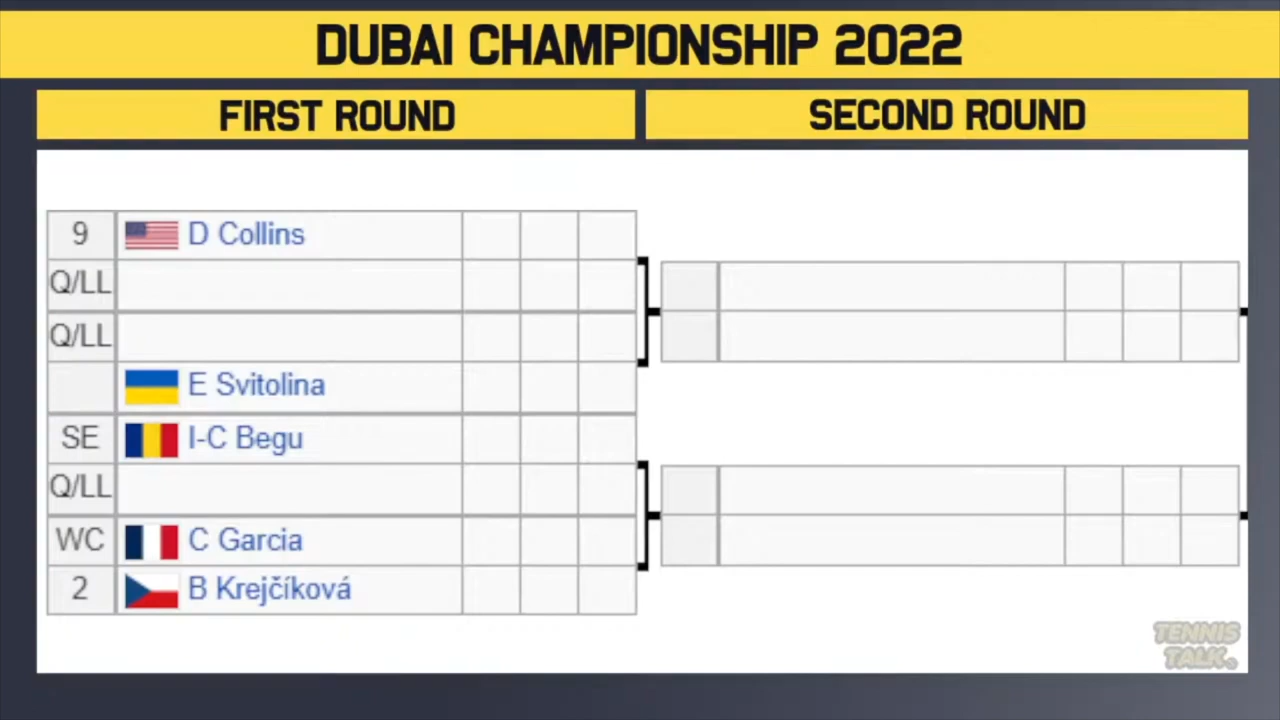 DUBAI CHAMPIONSHIP 2022
FIRST ROUND
SECOND ROUND
9 D Collins
Q/LL
Q/LL
E Svitolina
SE I-C Begu
Q/LL
WC C Garcia
2 B Krejčíková
TENNIS
TALK